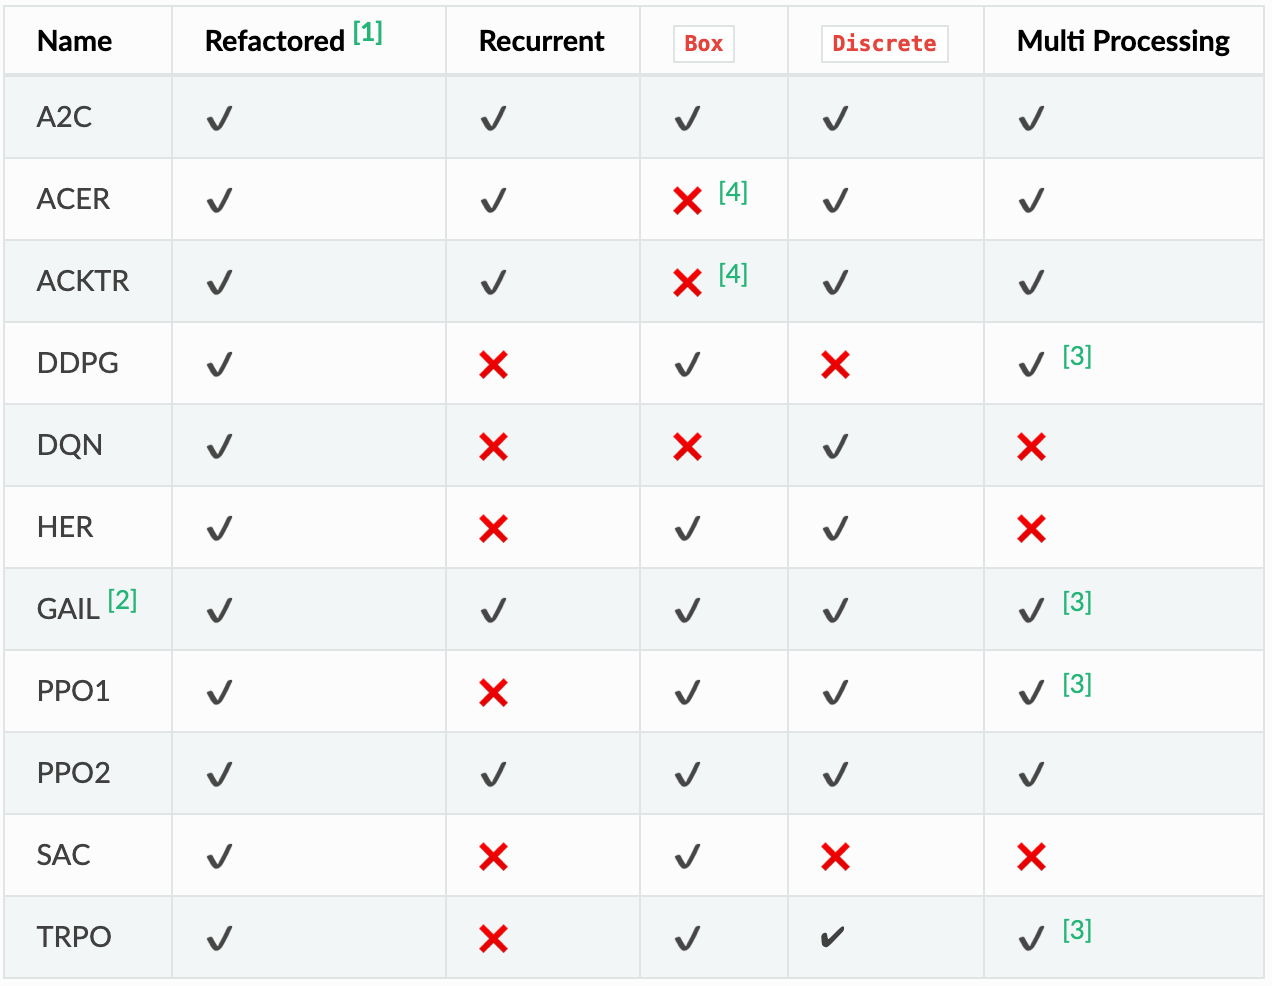 Name Refactored [1] Recurrent Box Discrete Multi Processing
A2C ✔ ✔ ✔ ✔ ✔
ACER ✔ ✔ ❌ [4] ✔ ✔
ACKTR ✔ ✔ ❌ [4] ✔ ✔
DDPG ✔ ❌ ✔ ❌ ✔ [3]
DQN ✔ ❌ ❌ ✔ ❌
HER ✔ ❌ ✔ ✔ ❌
GAIL [2] ✔ ✔ ✔ ✔ ✔ [3]
PPO1 ✔ ❌ ✔ ✔ ✔ [3]
PPO2 ✔ ✔ ✔ ✔ ✔
SAC ✔ ❌ ✔ ❌ ❌
TRPO ✔ ❌ ✔ ✔ ✔ [3]